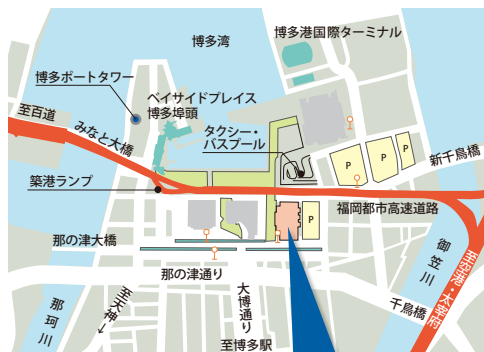 博多湾
博多港国際ターミナル
博多ポートタワー
ベイサイドプレイス
博多埠頭
至百道
みなと大橋
タクシー・
バスプール
P
P
P
新千鳥橋
築港ランプ
福岡都市高速道路
P
那の津大橋
御笠川
那の津通り
至空港・太宰府
那珂川
至天神
大博通り
千鳥橋
至博多駅